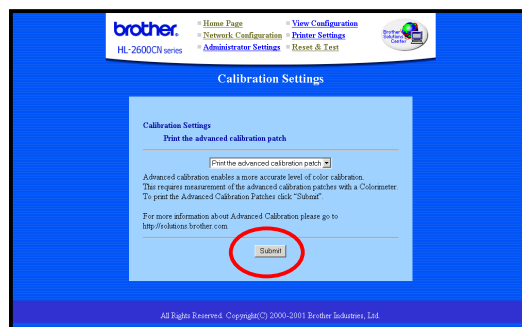 brother.
HL-2600CN series
Home Page
View Configuration
Network Configuration
Printer Settings
Administrator Settings
Reset & Test
Brother
Solutions
Center
Calibration Settings
Calibration Settings
Print the advanced calibration patch
Print the advanced calibration patch
Advanced calibration enables a more accurate level of color calibration.
This requires measurement of the advanced calibration patches with a Colorimeter.
To print the Advanced Calibration Patches click "Submit".
For more information about Advanced Calibration please go to
http://solutions.brother.com
Submit
All Rights Reserved. Copyright(C) 2000-2001 Brother Industries, Ltd.